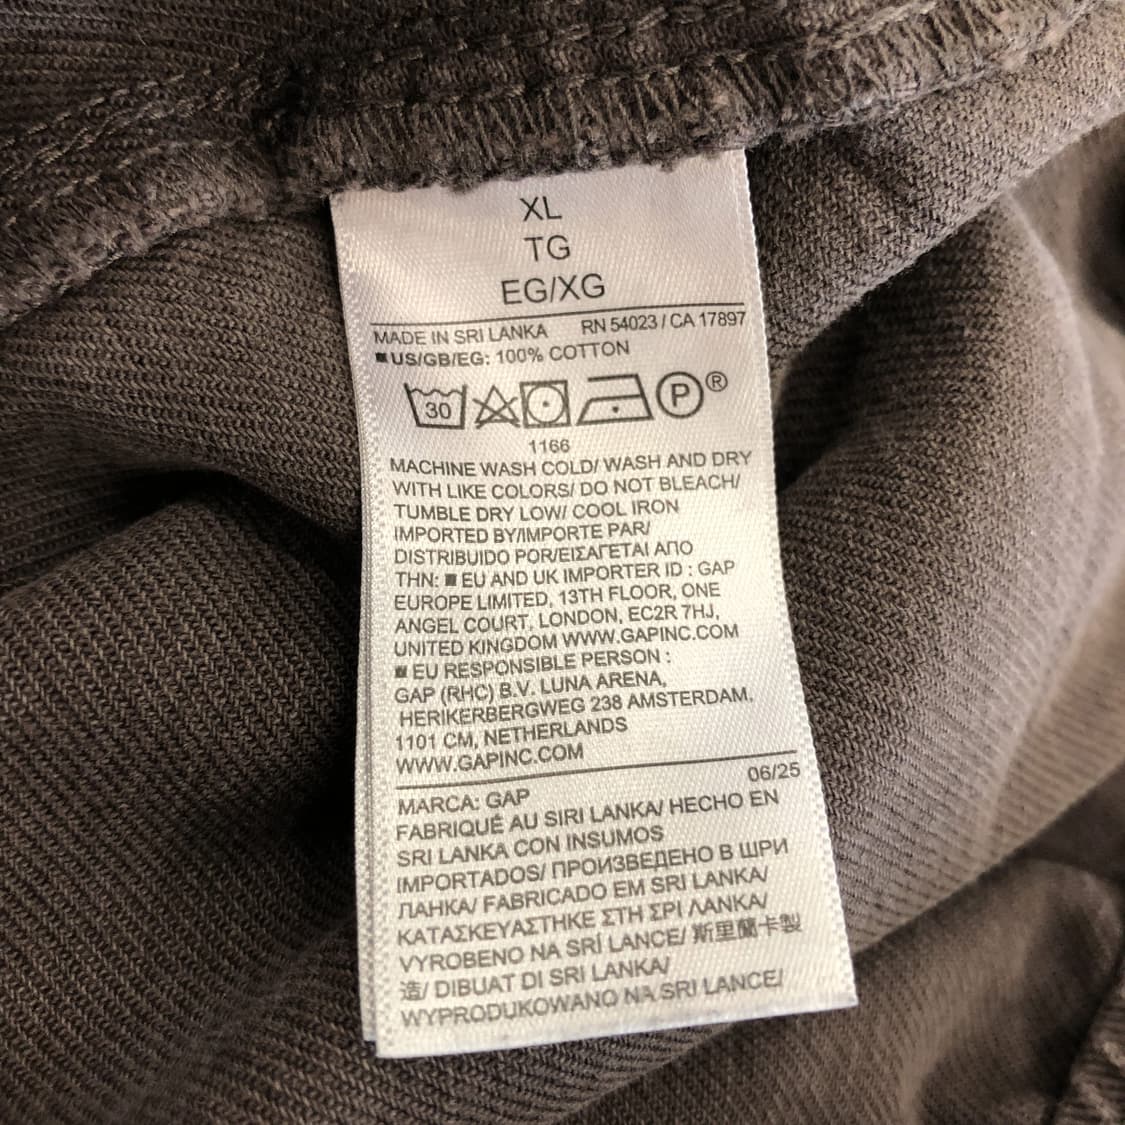 XL
TG
EG/XG
MADE IN SRI LANKA RN 54023 / CA 17897
■US/GB/EG: 100% COTTON
30 P ®
1166
MACHINE WASH COLD/ WASH AND DRY
WITH LIKE COLORS/ DO NOT BLEACH/
TUMBLE DRY LOW/ COOL IRON
IMPORTED BY/IMPORTE PAR/
DISTRIBUIDO POR/ΕΙΣΑΓΕΤΑΙ ΑΠΟ
THN: ■ EU AND UK IMPORTER ID : GAP
EUROPE LIMITED, 13TH FLOOR, ONE
ANGEL COURT, LONDON, EC2R 7HJ,
UNITED KINGDOM WWW.GAPINC.COM
■ EU RESPONSIBLE PERSON :
GAP (RHC) B.V. LUNA ARENA,
HERIKERBERGWEG 238 AMSTERDAM,
1101 CM, NETHERLANDS
WWW.GAPINC.COM
06/25
MARCA: GAP
FABRIQUÉ AU SIRI LANKA/ HECHO EN
SRI LANKA CON INSUMOS
IMPORTADOS/ ПРОИЗВЕДЕНО В ШРИ
ЛАНКА/ FABRICADO EM SRI LANKA/
ΚΑΤΑΣΚΕΥΑΣΤΗΚΕ ΣΤΗ ΣΡΙ ΛΑΝΚΑ/
VYROBENO NA SRÍ LANCE/ 斯里蘭卡製
造/ DIBUAT DI SRI LANKA/
WYPRODUKOWANO NA SRI LANCE/